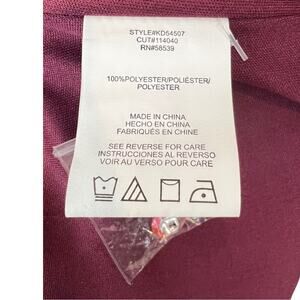 STYLE#KD54507
CUT#114040
RN#58539
100%POLYESTER/POLIÉSTER/
POLYESTER
MADE IN CHINA
HECHO EN CHINA
FABRIQUÉS EN CHINE
SEE REVERSE FOR CARE
INSTRUCCIONES AL REVERSO
VOIR AU VERSO POUR CARE